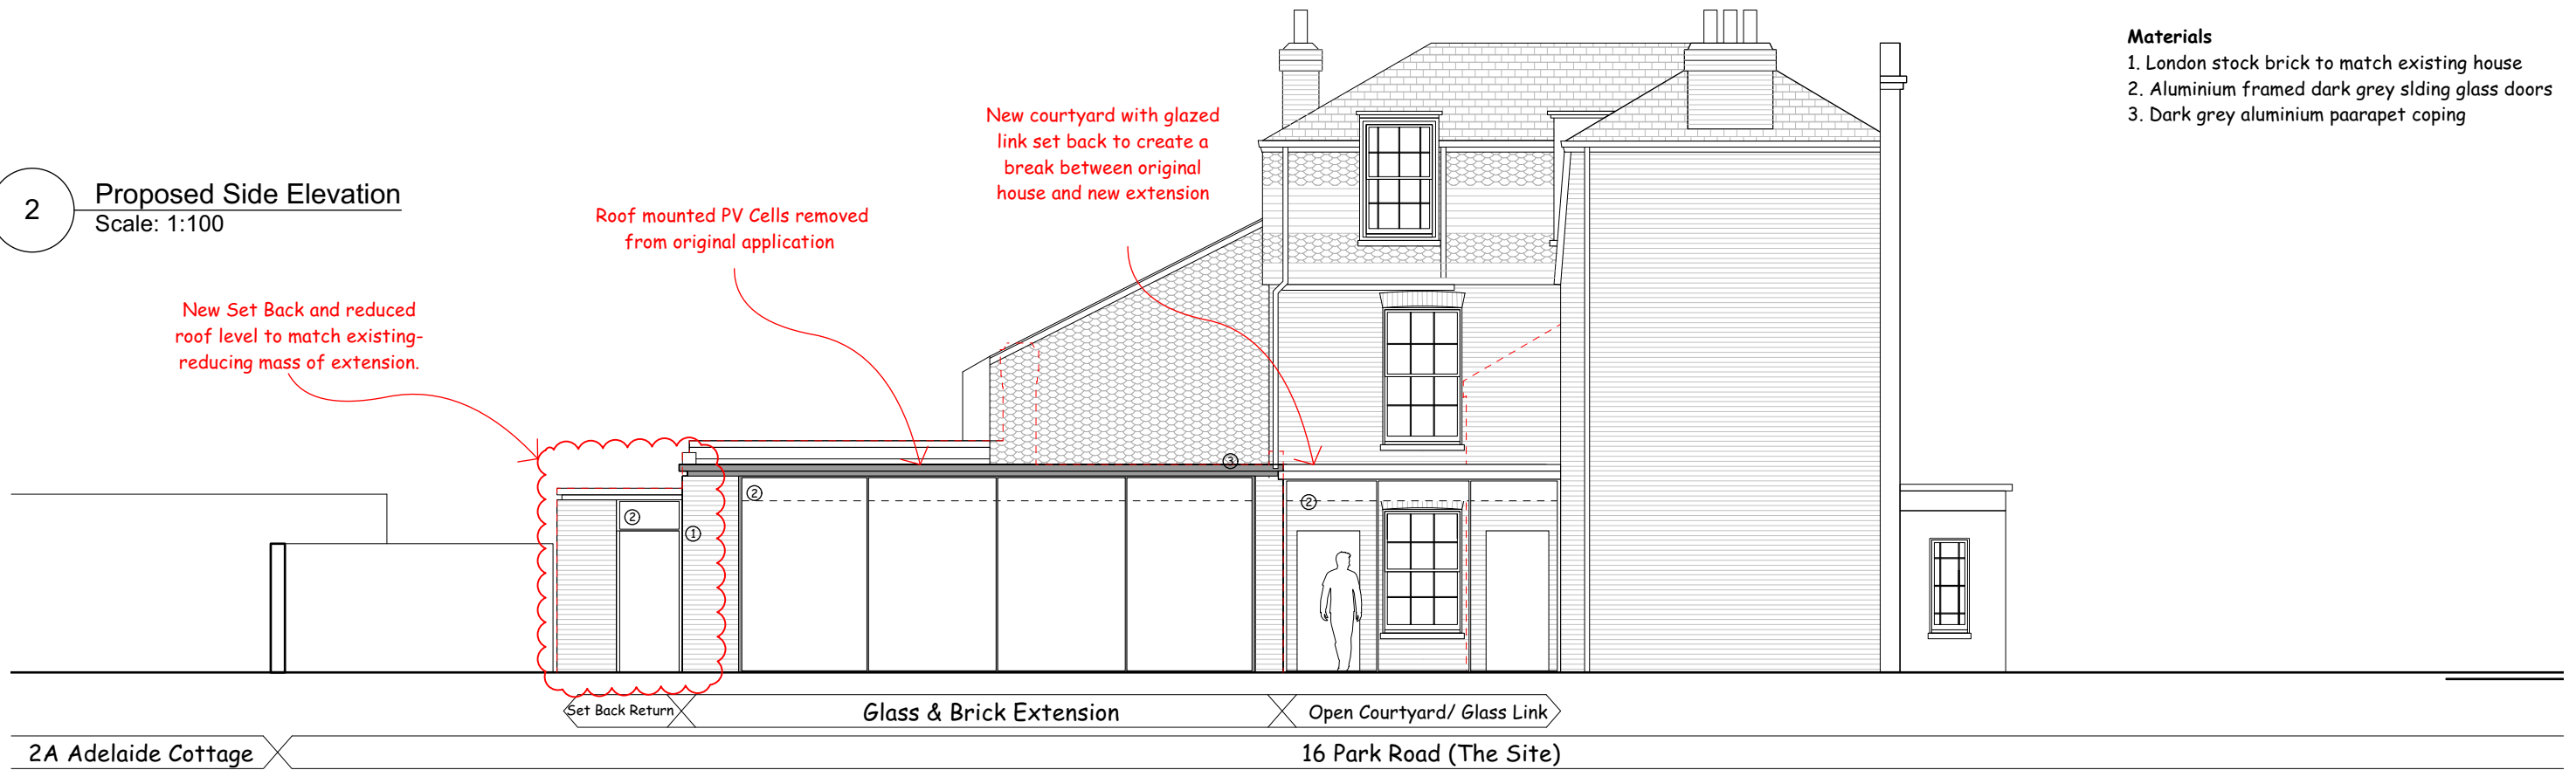 Materials
1. London stock brick to match existing house
2. Aluminium framed dark grey slding glass doors
3. Dark grey aluminium paarapet coping
2
Proposed Side Elevation
Scale: 1:100
New courtyard with glazed
link set back to create a
break between original
house and new extension
Roof mounted PV Cells removed
from original application
New Set Back and reduced
roof level to match existing-
reducing mass of extension.
3
2
2
2
1
Set Back Return
Glass & Brick Extension
Open Courtyard/ Glass Link
2A Adelaide Cottage
16 Park Road (The Site)